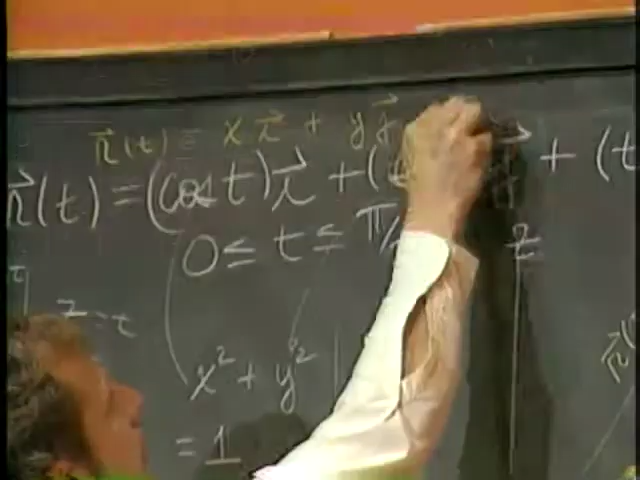 r⃗(t) = x i⃗ + y j⃗
r⃗(t) = (cos t) i⃗ + ( j⃗ + (t
0 ≤ t ≤ π/
z
z = t
x² + y²
= 1
r⃗(